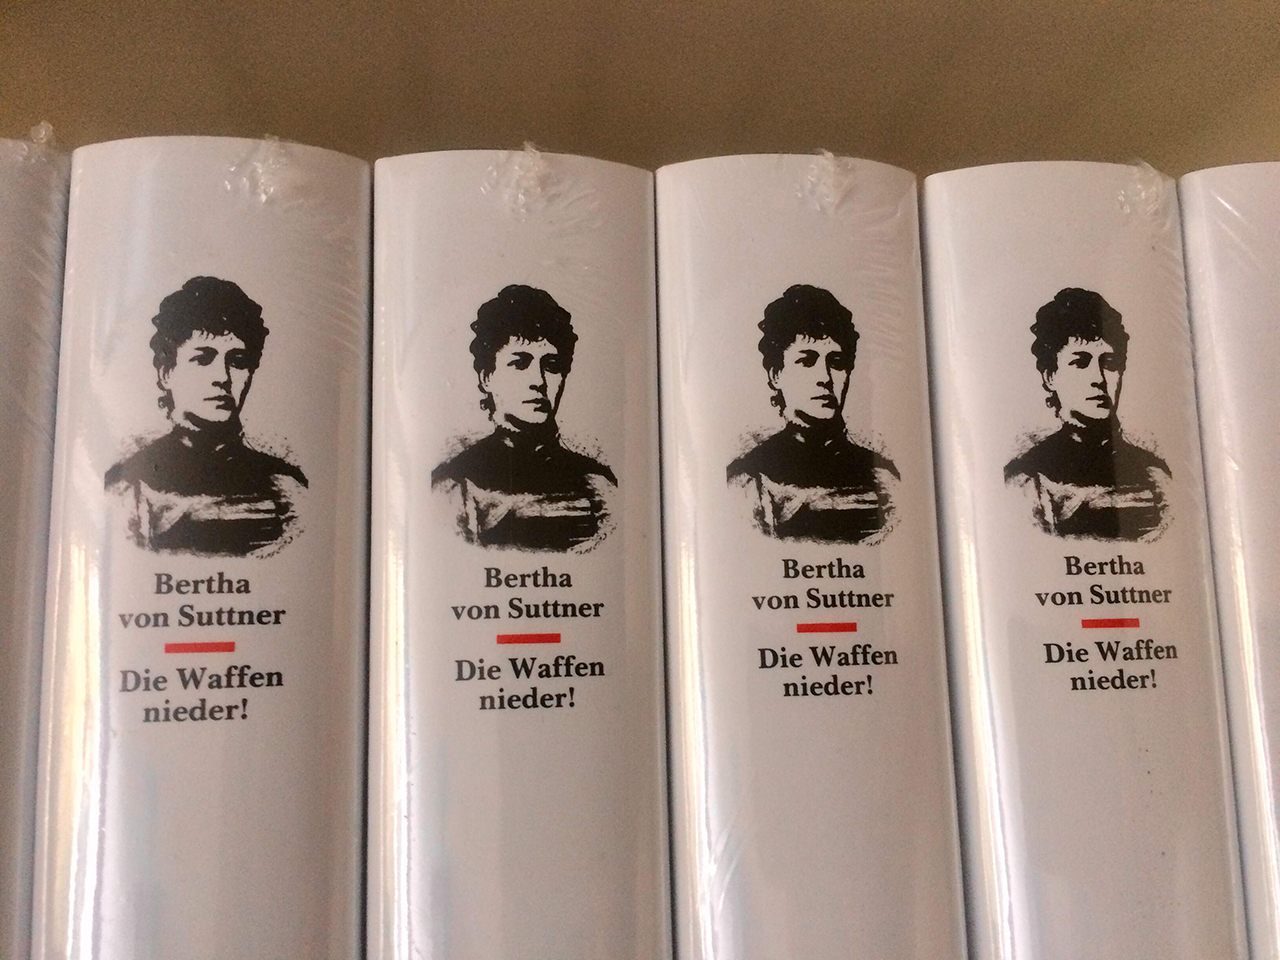 Bertha
von Suttner
Die Waffen
nieder!
Bertha
von Suttner
Die Waffen
nieder!
Bertha
von Suttner
Die Waffen
nieder!
Bertha
von Suttner
Die Waffen
nieder!